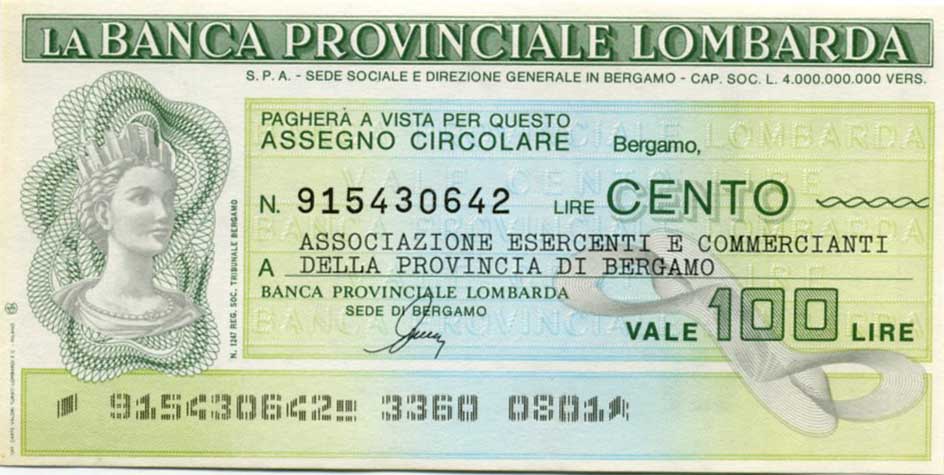 LA BANCA PROVINCIALE LOMBARDA
S.P.A. - SEDE SOCIALE E DIREZIONE GENERALE IN BERGAMO - CAP. SOC. L. 4.000.000.000 VERS.
PAGHERÀ A VISTA PER QUESTO
ASSEGNO CIRCOLARE Bergamo,
N. 915430642 LIRE CENTO
ASSOCIAZIONE ESERCENTI E COMMERCIANTI
A DELLA PROVINCIA DI BERGAMO
BANCA PROVINCIALE LOMBARDA
SEDE DI BERGAMO
VALE 100 LIRE
N. 1247 REG. SOC. TRIBUNALE BERGAMO
915430642 3360 0801